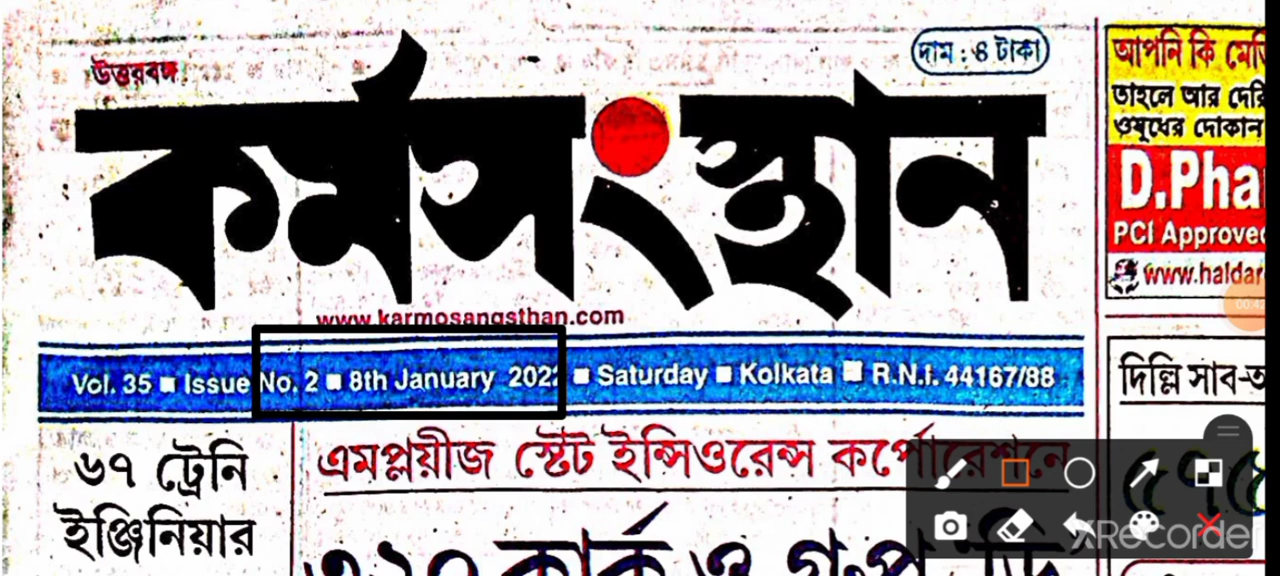 উত্তরবঙ্গ
দাম : ৪ টাকা
কর্মসংস্থান
www.karmosangsthan.com
Vol. 35 ■ Issue No. 2 ■ 8th January 2022 ■ Saturday ■ Kolkata ■ R.N.I. 44167/88
৬৭ ট্রেনি
ইঞ্জিনিয়ার
এমপ্লয়ীজ স্টেট ইন্সিওরেন্স কর্পোরেশনে
ক্লার্ক ও
আপনি কি
তাহলে আর
ওষুধের দোকান
D.Pha
PCI Approved
www.haldar
দিল্লি সাব-
XRecorder